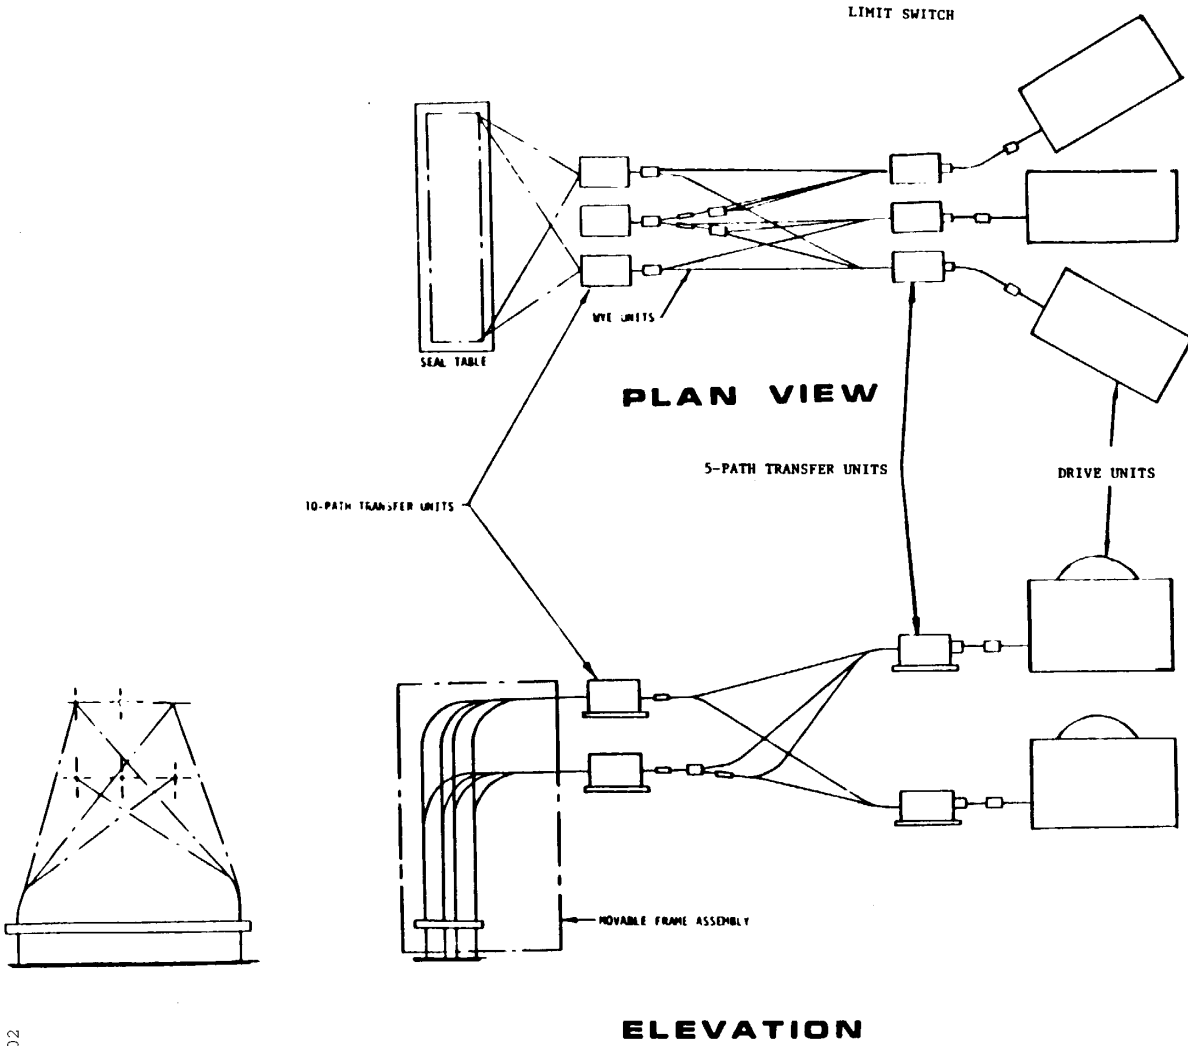 LIMIT SWITCH
WYE UNITS
SEAL TABLE
PLAN VIEW
5-PATH TRANSFER UNITS
DRIVE UNITS
10-PATH TRANSFER UNITS
MOVABLE FRAME ASSEMBLY
ELEVATION
02